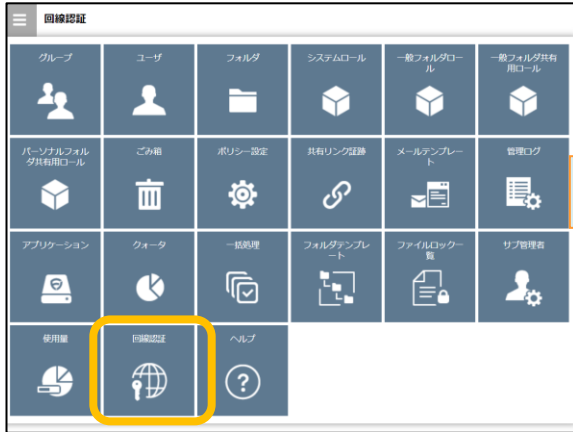 回線認証
グループ
ユーザ
フォルダ
システムロール
一般フォルダロー
ル
一般フォルダ共有
用ロール
パーソナルフォル
ダ共有用ロール
ごみ箱
ポリシー設定
共有リンク証跡
メールテンプレー
ト
管理ログ
アプリケーション
クォータ
一括処理
フォルダテンプレ
ート
ファイルロック一
覧
サブ管理者
使用量
回線認証
ヘルプ